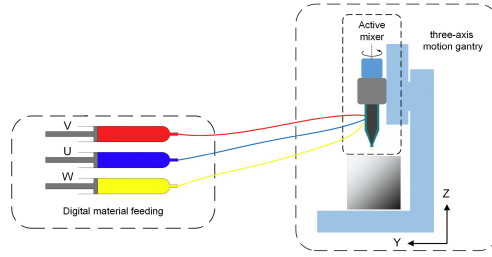 Active
mixer
three-axis
motion gantry
V
U
W
Digital material feeding
Z
Y